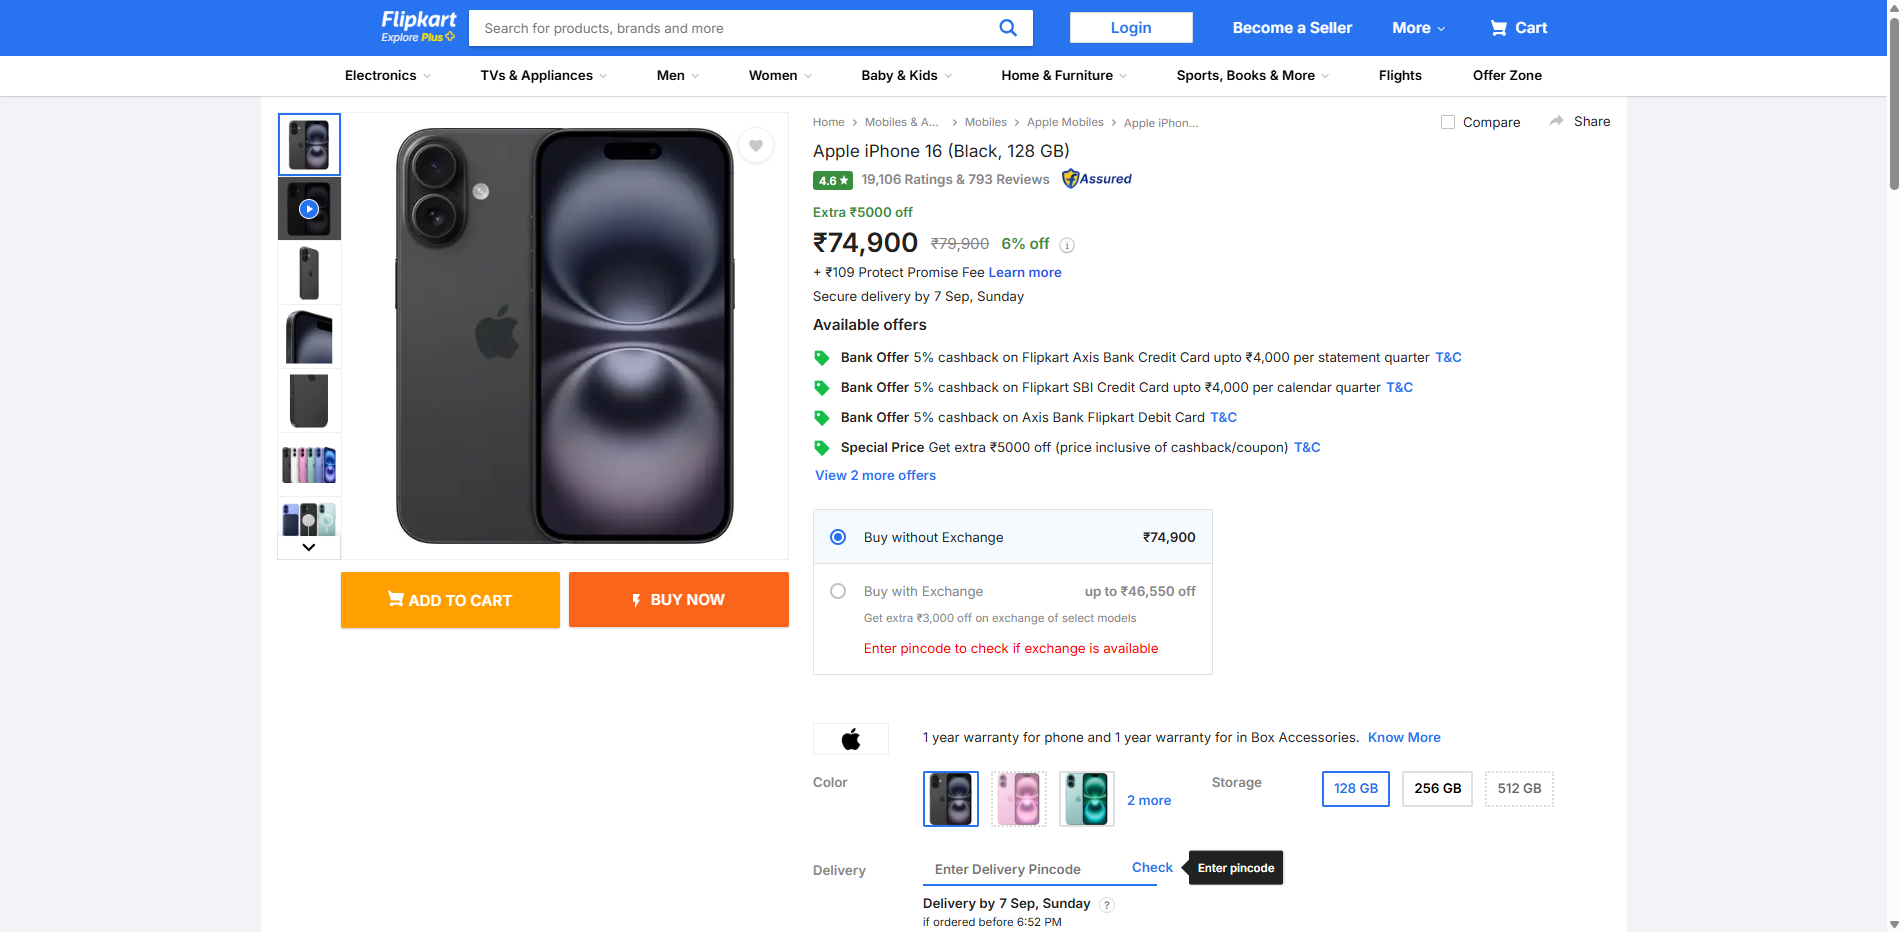 Flipkart
Explore Plus
Search for products, brands and more
Login
Become a Seller
More
Cart
Electronics
TVs & Appliances
Men
Women
Baby & Kids
Home & Furniture
Sports, Books & More
Flights
Offer Zone
Home
Mobiles & A...
Mobiles
Apple Mobiles
Apple iPhon...
Compare
Share
Apple iPhone 16 (Black, 128 GB)
4.6 ★
19,106 Ratings & 793 Reviews
Assured
Extra ₹5000 off
₹74,900 ₹79,900 6% off
+ ₹109 Protect Promise Fee Learn more
Secure delivery by 7 Sep, Sunday
Available offers
Bank Offer 5% cashback on Flipkart Axis Bank Credit Card upto ₹4,000 per statement quarter T&C
Bank Offer 5% cashback on Flipkart SBI Credit Card upto ₹4,000 per calendar quarter T&C
Bank Offer 5% cashback on Axis Bank Flipkart Debit Card T&C
Special Price Get extra ₹5000 off (price inclusive of cashback/coupon) T&C
View 2 more offers
Buy without Exchange ₹74,900
Buy with Exchange up to ₹46,550 off
Get extra ₹3,000 off on exchange of select models
Enter pincode to check if exchange is available
ADD TO CART
BUY NOW
1 year warranty for phone and 1 year warranty for in Box Accessories. Know More
Color
2 more
Storage
128 GB
256 GB
512 GB
Delivery
Enter Delivery Pincode
Check
Enter pincode
Delivery by 7 Sep, Sunday ?
if ordered before 6:52 PM